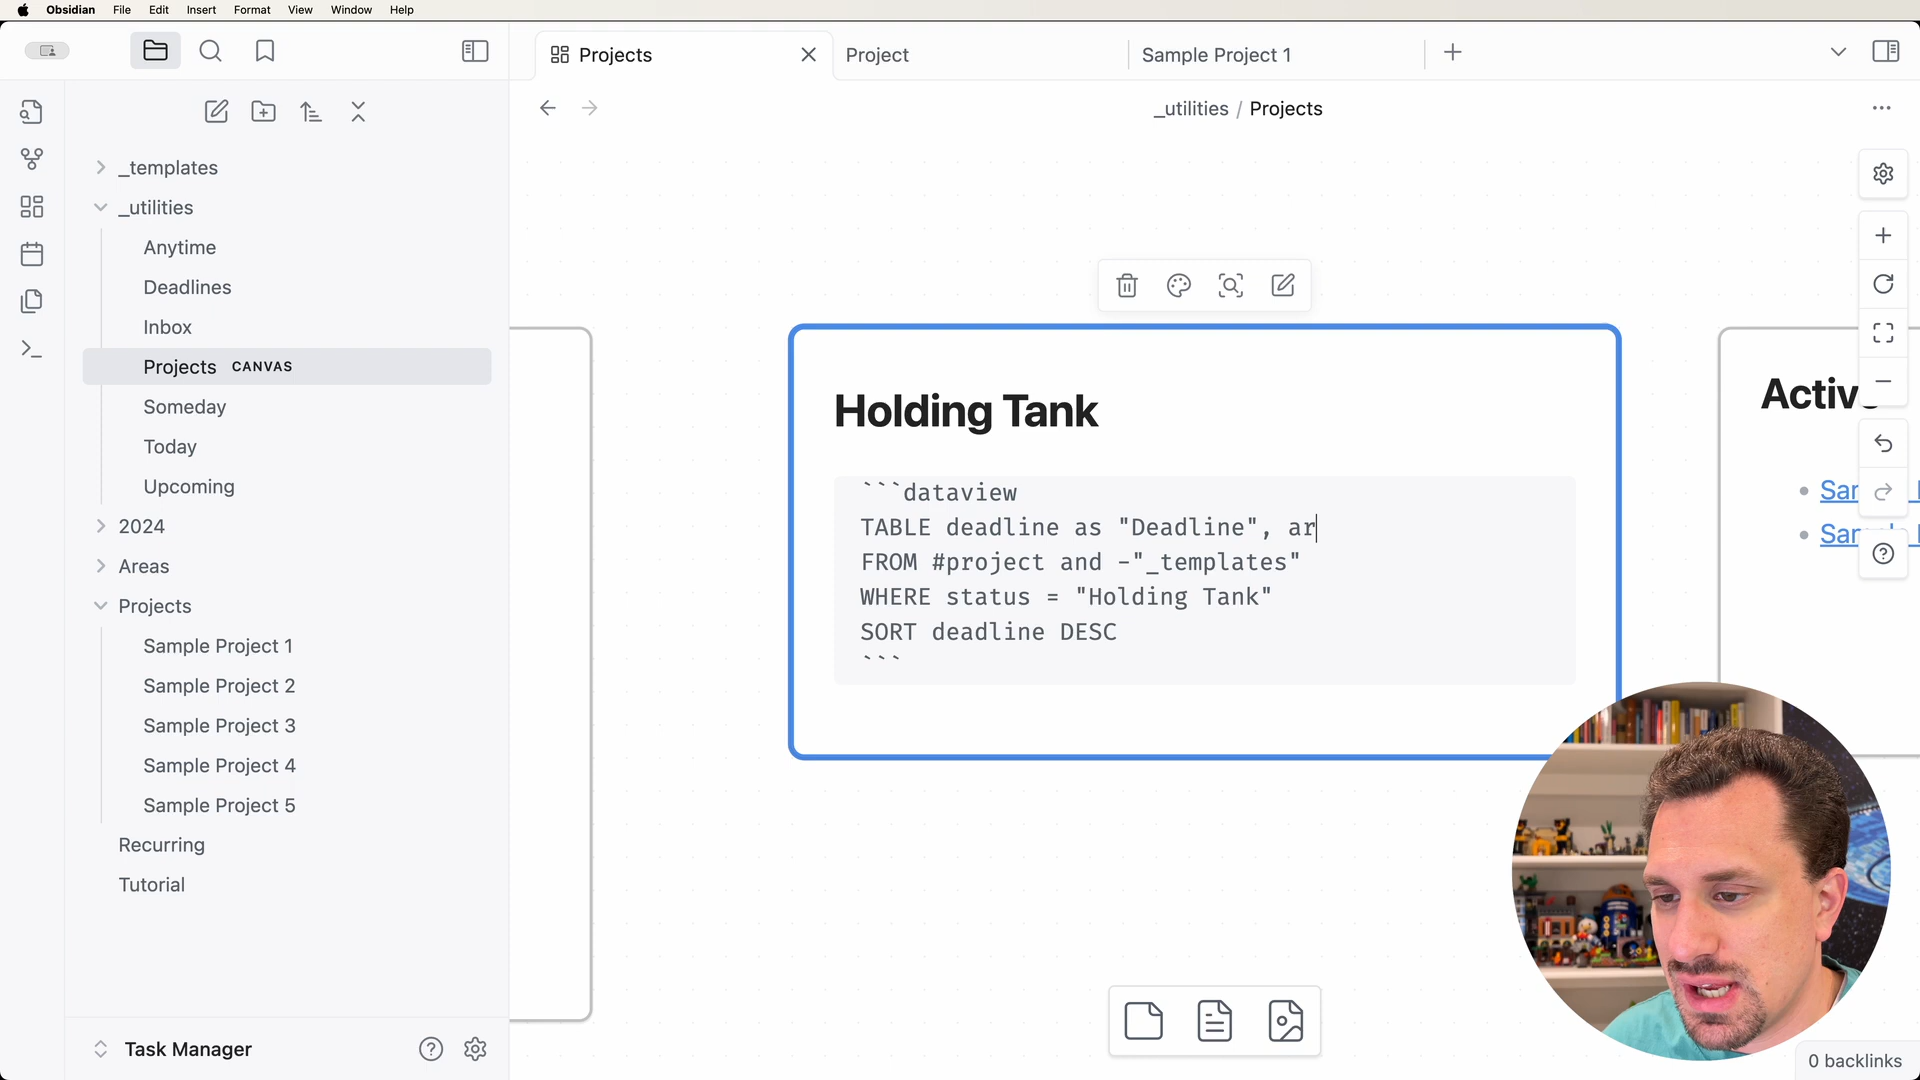 Obsidian File Edit Insert Format View Window Help
Projects Project Sample Project 1
_utilities / Projects
_templates
_utilities
Anytime
Deadlines
Inbox
Projects CANVAS
Someday
Today
Upcoming
2024
Areas
Projects
Sample Project 1
Sample Project 2
Sample Project 3
Sample Project 4
Sample Project 5
Recurring
Tutorial
Task Manager
Holding Tank
```dataview
TABLE deadline as "Deadline", ar
FROM #project and -"_templates"
WHERE status = "Holding Tank"
SORT deadline DESC
```
0 backlinks